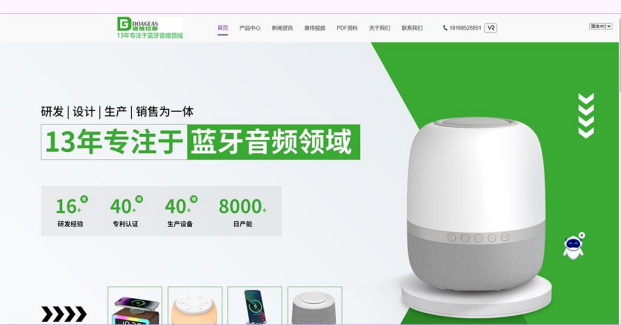 DOAGEAS
13年专注于蓝牙音频领域
首页 产品中心 新闻资讯 宣传视频 PDF资料 关于我们 联系我们 19168528851 VR
研发 | 设计 | 生产 | 销售为一体
13年专注于 蓝牙音频领域
16+年 40+项 40+台 8000+
研发经验 专利认证 生产设备 日产能